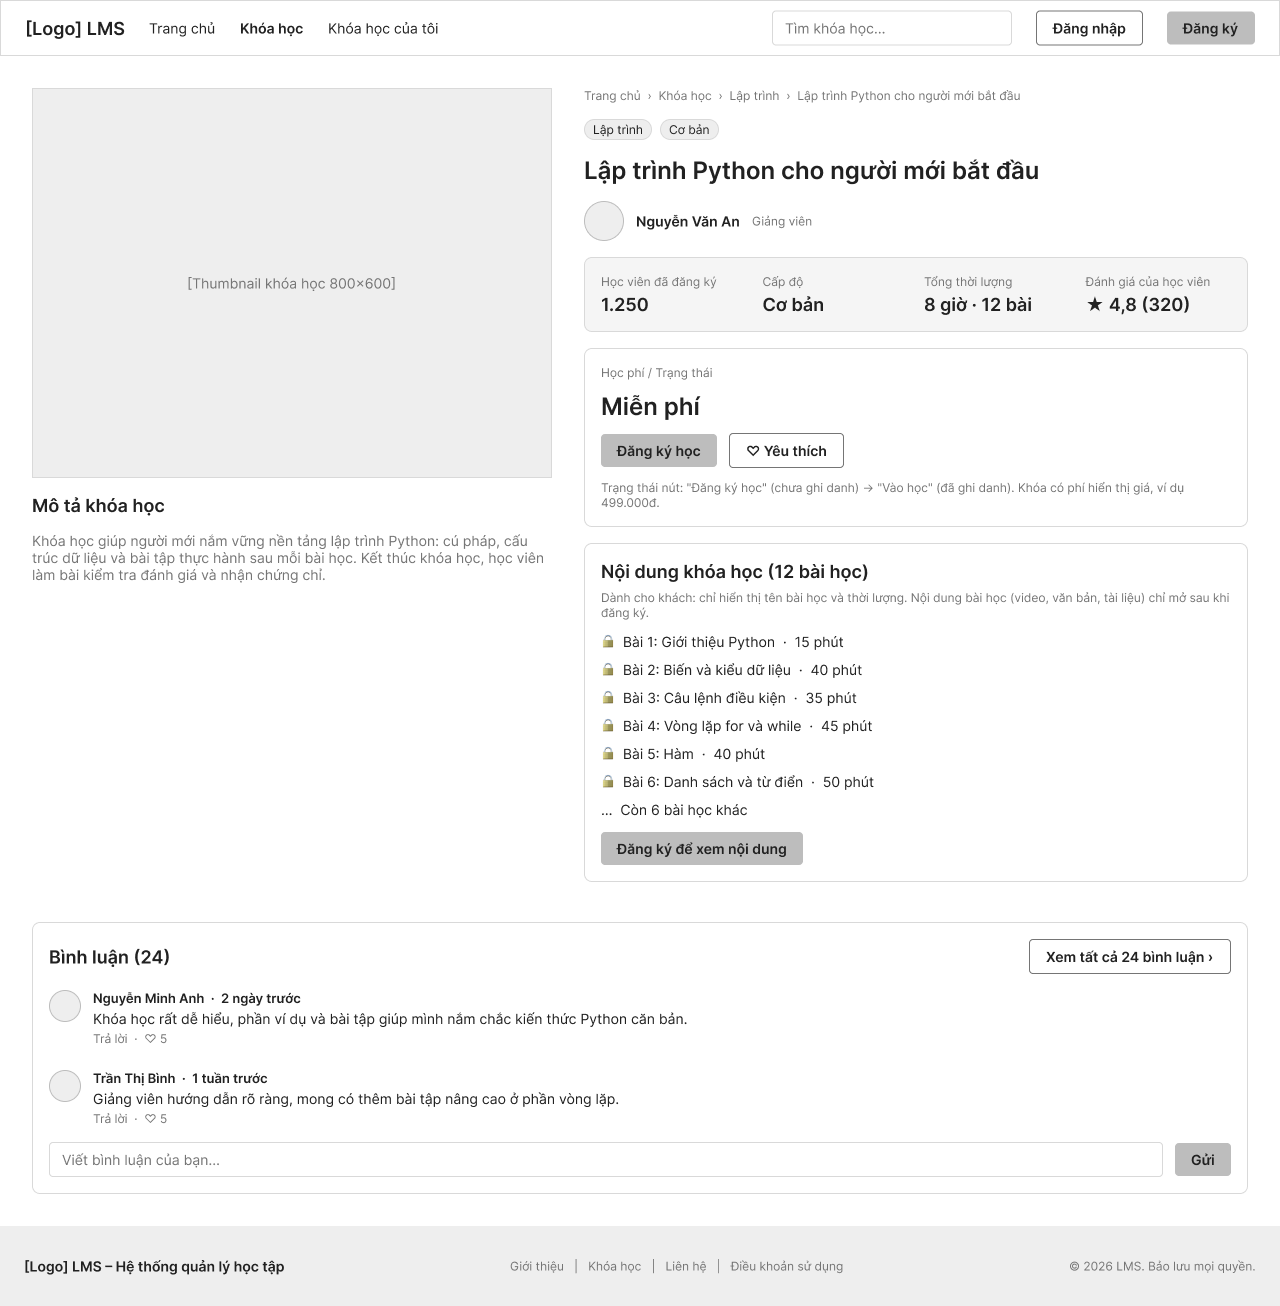 [Logo] LMS
Trang chủ
Khóa học
Khóa học của tôi
Tìm khóa học...
Đăng nhập
Đăng ký
[Thumbnail khóa học 800×600]
Mô tả khóa học
Khóa học giúp người mới nắm vững nền tảng lập trình Python: cú pháp, cấu
trúc dữ liệu và bài tập thực hành sau mỗi bài học. Kết thúc khóa học, học viên
làm bài kiểm tra đánh giá và nhận chứng chỉ.
Trang chủ › Khóa học › Lập trình › Lập trình Python cho người mới bắt đầu
Lập trình
Cơ bản
Lập trình Python cho người mới bắt đầu
Nguyễn Văn An Giảng viên
Học viên đã đăng ký
1.250
Cấp độ
Cơ bản
Tổng thời lượng
8 giờ · 12 bài
Đánh giá của học viên
★ 4,8 (320)
Học phí / Trạng thái
Miễn phí
Đăng ký học
♡ Yêu thích
Trạng thái nút: "Đăng ký học" (chưa ghi danh) → "Vào học" (đã ghi danh). Khóa có phí hiển thị giá, ví dụ
499.000đ.
Nội dung khóa học (12 bài học)
Dành cho khách: chỉ hiển thị tên bài học và thời lượng. Nội dung bài học (video, văn bản, tài liệu) chỉ mở sau khi
đăng ký.
🔒 Bài 1: Giới thiệu Python · 15 phút
🔒 Bài 2: Biến và kiểu dữ liệu · 40 phút
🔒 Bài 3: Câu lệnh điều kiện · 35 phút
🔒 Bài 4: Vòng lặp for và while · 45 phút
🔒 Bài 5: Hàm · 40 phút
🔒 Bài 6: Danh sách và từ điển · 50 phút
... Còn 6 bài học khác
Đăng ký để xem nội dung
Bình luận (24)
Xem tất cả 24 bình luận ›
Nguyễn Minh Anh · 2 ngày trước
Khóa học rất dễ hiểu, phần ví dụ và bài tập giúp mình nắm chắc kiến thức Python căn bản.
Trả lời · ♡ 5
Trần Thị Bình · 1 tuần trước
Giảng viên hướng dẫn rõ ràng, mong có thêm bài tập nâng cao ở phần vòng lặp.
Trả lời · ♡ 5
Viết bình luận của bạn...
Gửi
[Logo] LMS – Hệ thống quản lý học tập
Giới thiệu | Khóa học | Liên hệ | Điều khoản sử dụng
© 2026 LMS. Bảo lưu mọi quyền.